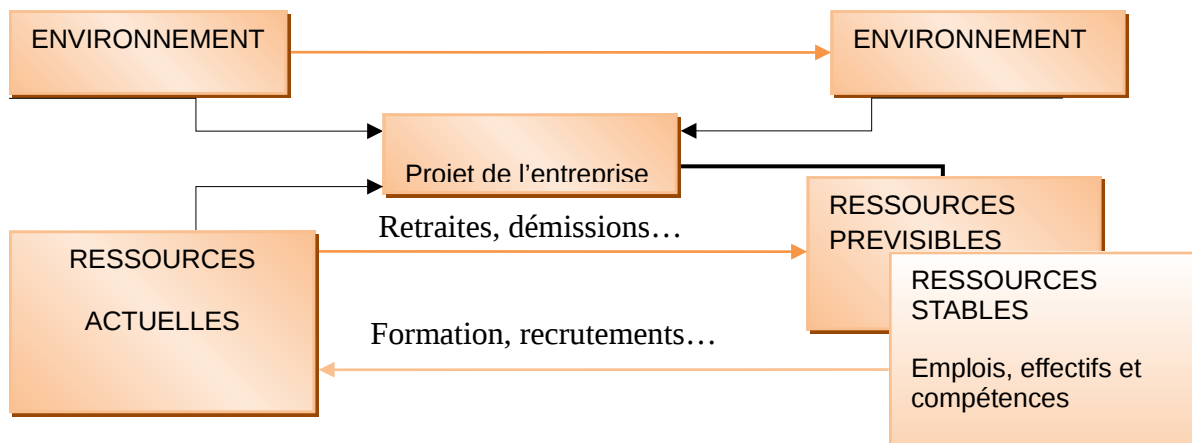 ENVIRONNEMENT
ENVIRONNEMENT
Projet de l’entreprise
Retraites, démissions…
RESSOURCES
PREVISIBLES
RESSOURCES
ACTUELLES
RESSOURCES
STABLES
Formation, recrutements…
Emplois, effectifs et
compétences